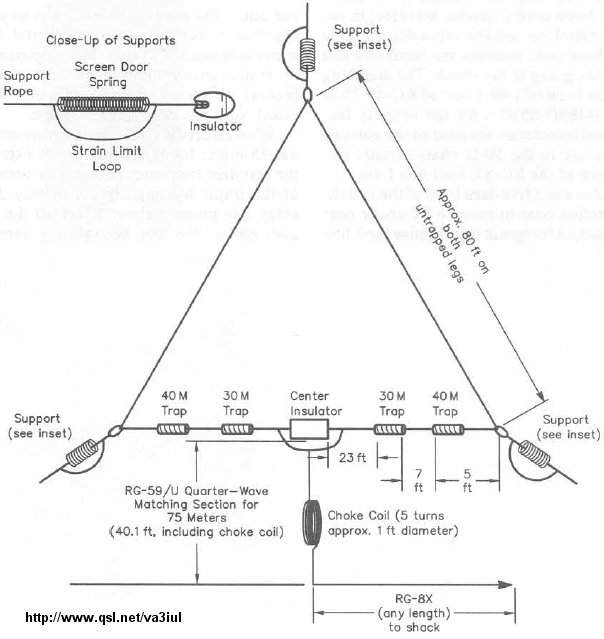 Close-Up of Supports
Screen Door
Spring
Support
Rope
Insulator
Strain Limit
Loop
Support
(see inset)
Approx. 80 ft on
both
untrapped legs
40 M
Trap
30 M
Trap
Center
Insulator
30 M
Trap
40 M
Trap
Support
(see inset)
Support
(see inset)
23 ft
7
ft
5
ft
RG-59/U Quarter-Wave
Matching Section for
75 Meters
(40.1 ft, including choke coil)
Choke Coil (5 turns
approx. 1 ft diameter)
RG-8X
(any length)
to shack
http://www.qsl.net/va3iul